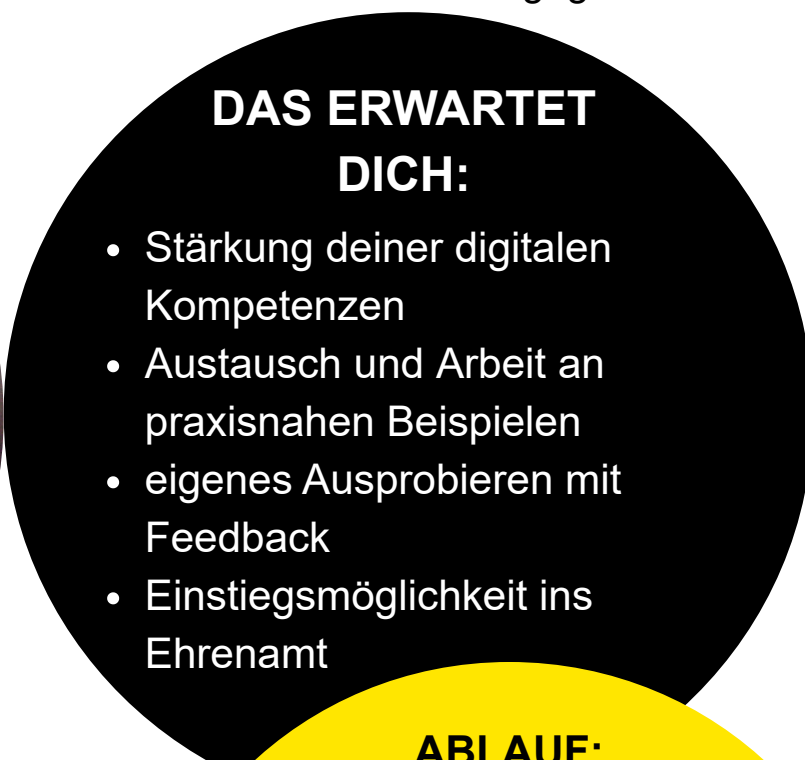 DAS ERWARTET
DICH:
• Stärkung deiner digitalen
Kompetenzen
• Austausch und Arbeit an
praxisnahen Beispielen
• eigenes Ausprobieren mit
Feedback
• Einstiegsmöglichkeit ins
Ehrenamt
ABLAUF: